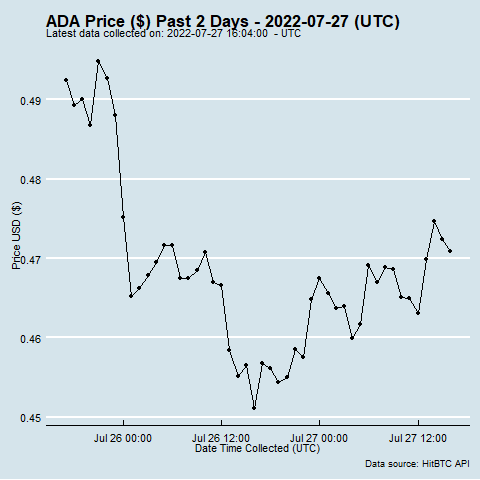 ADA Price ($) Past 2 Days - 2022-07-27 (UTC)
Latest data collected on: 2022-07-27 16:04:00 - UTC
Price USD ($)
0.49
0.48
0.47
0.46
0.45
Jul 26 00:00 Jul 26 12:00 Jul 27 00:00 Jul 27 12:00
Date Time Collected (UTC)
Data source: HitBTC API